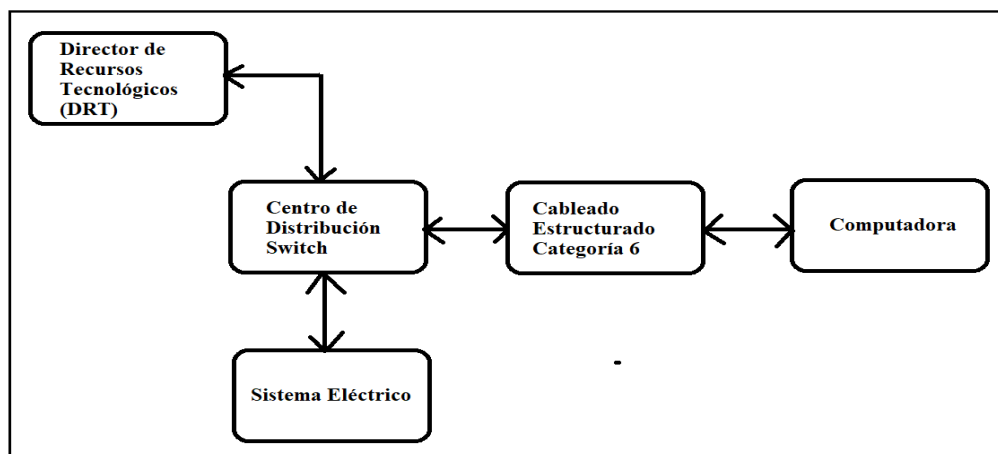 Director de
Recursos
Tecnológicos
(DRT)
Centro de
Distribución
Switch
Cableado
Estructurado
Categoría 6
Computadora
Sistema Eléctrico